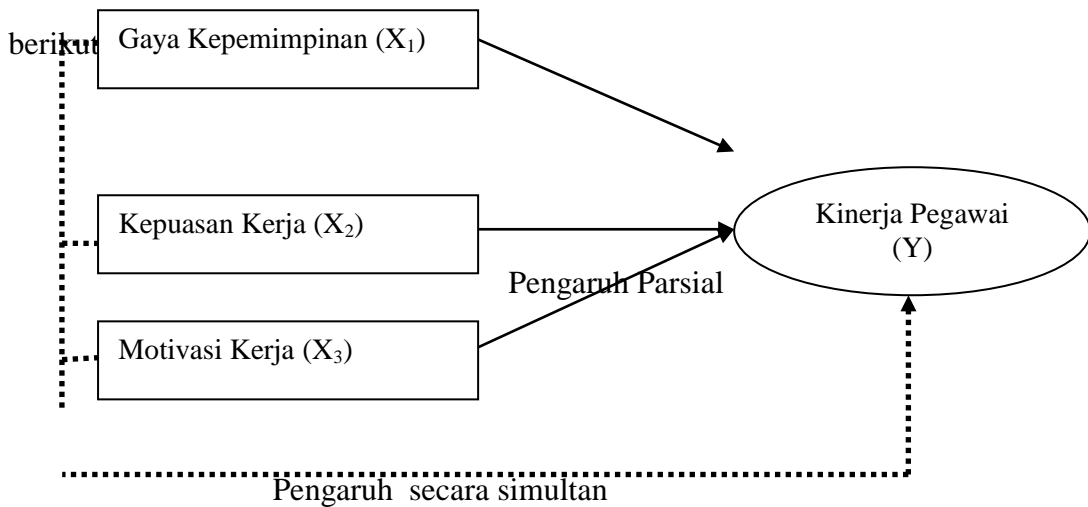 berikut
Gaya Kepemimpinan (X₁)
Kepuasan Kerja (X₂)
Kinerja Pegawai
(Y)
Pengaruh Parsial
Motivasi Kerja (X₃)
Pengaruh secara simultan